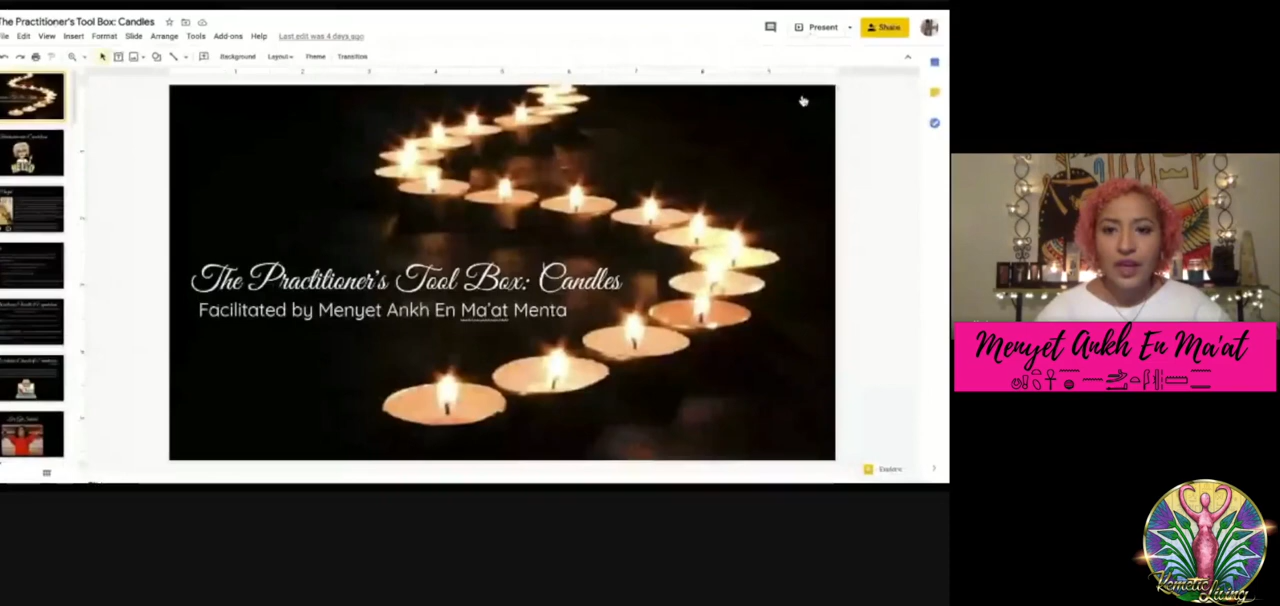 The Practitioner's Tool Box: Candles
File Edit View Insert Format Slide Arrange Tools Add-ons Help Last edit was 4 days ago
Present
Share
Background Layout Theme Transition
The Practitioner's Tool Box: Candles
Facilitated by Menyet Ankh En Ma'at Menta
Explore
Menyet Ankh En Ma'at
Kemetic Living